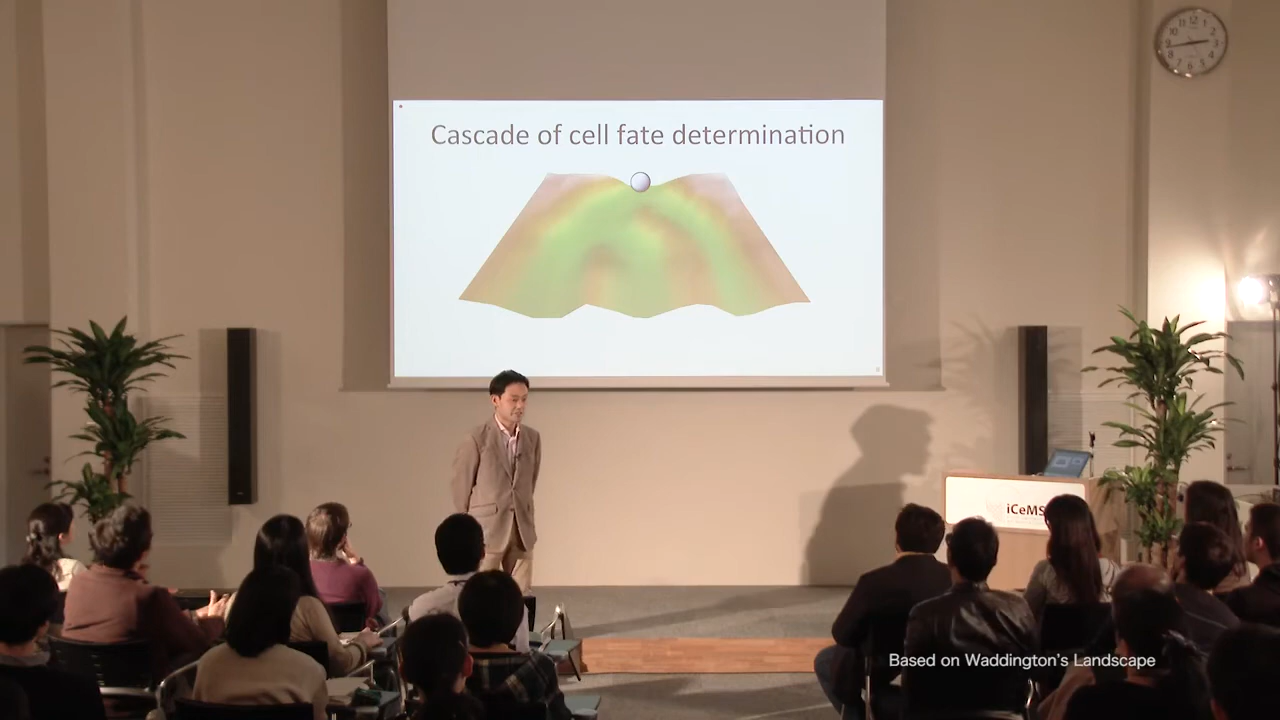 Cascade of cell fate determination
iCeMS
Based on Waddington's Landscape